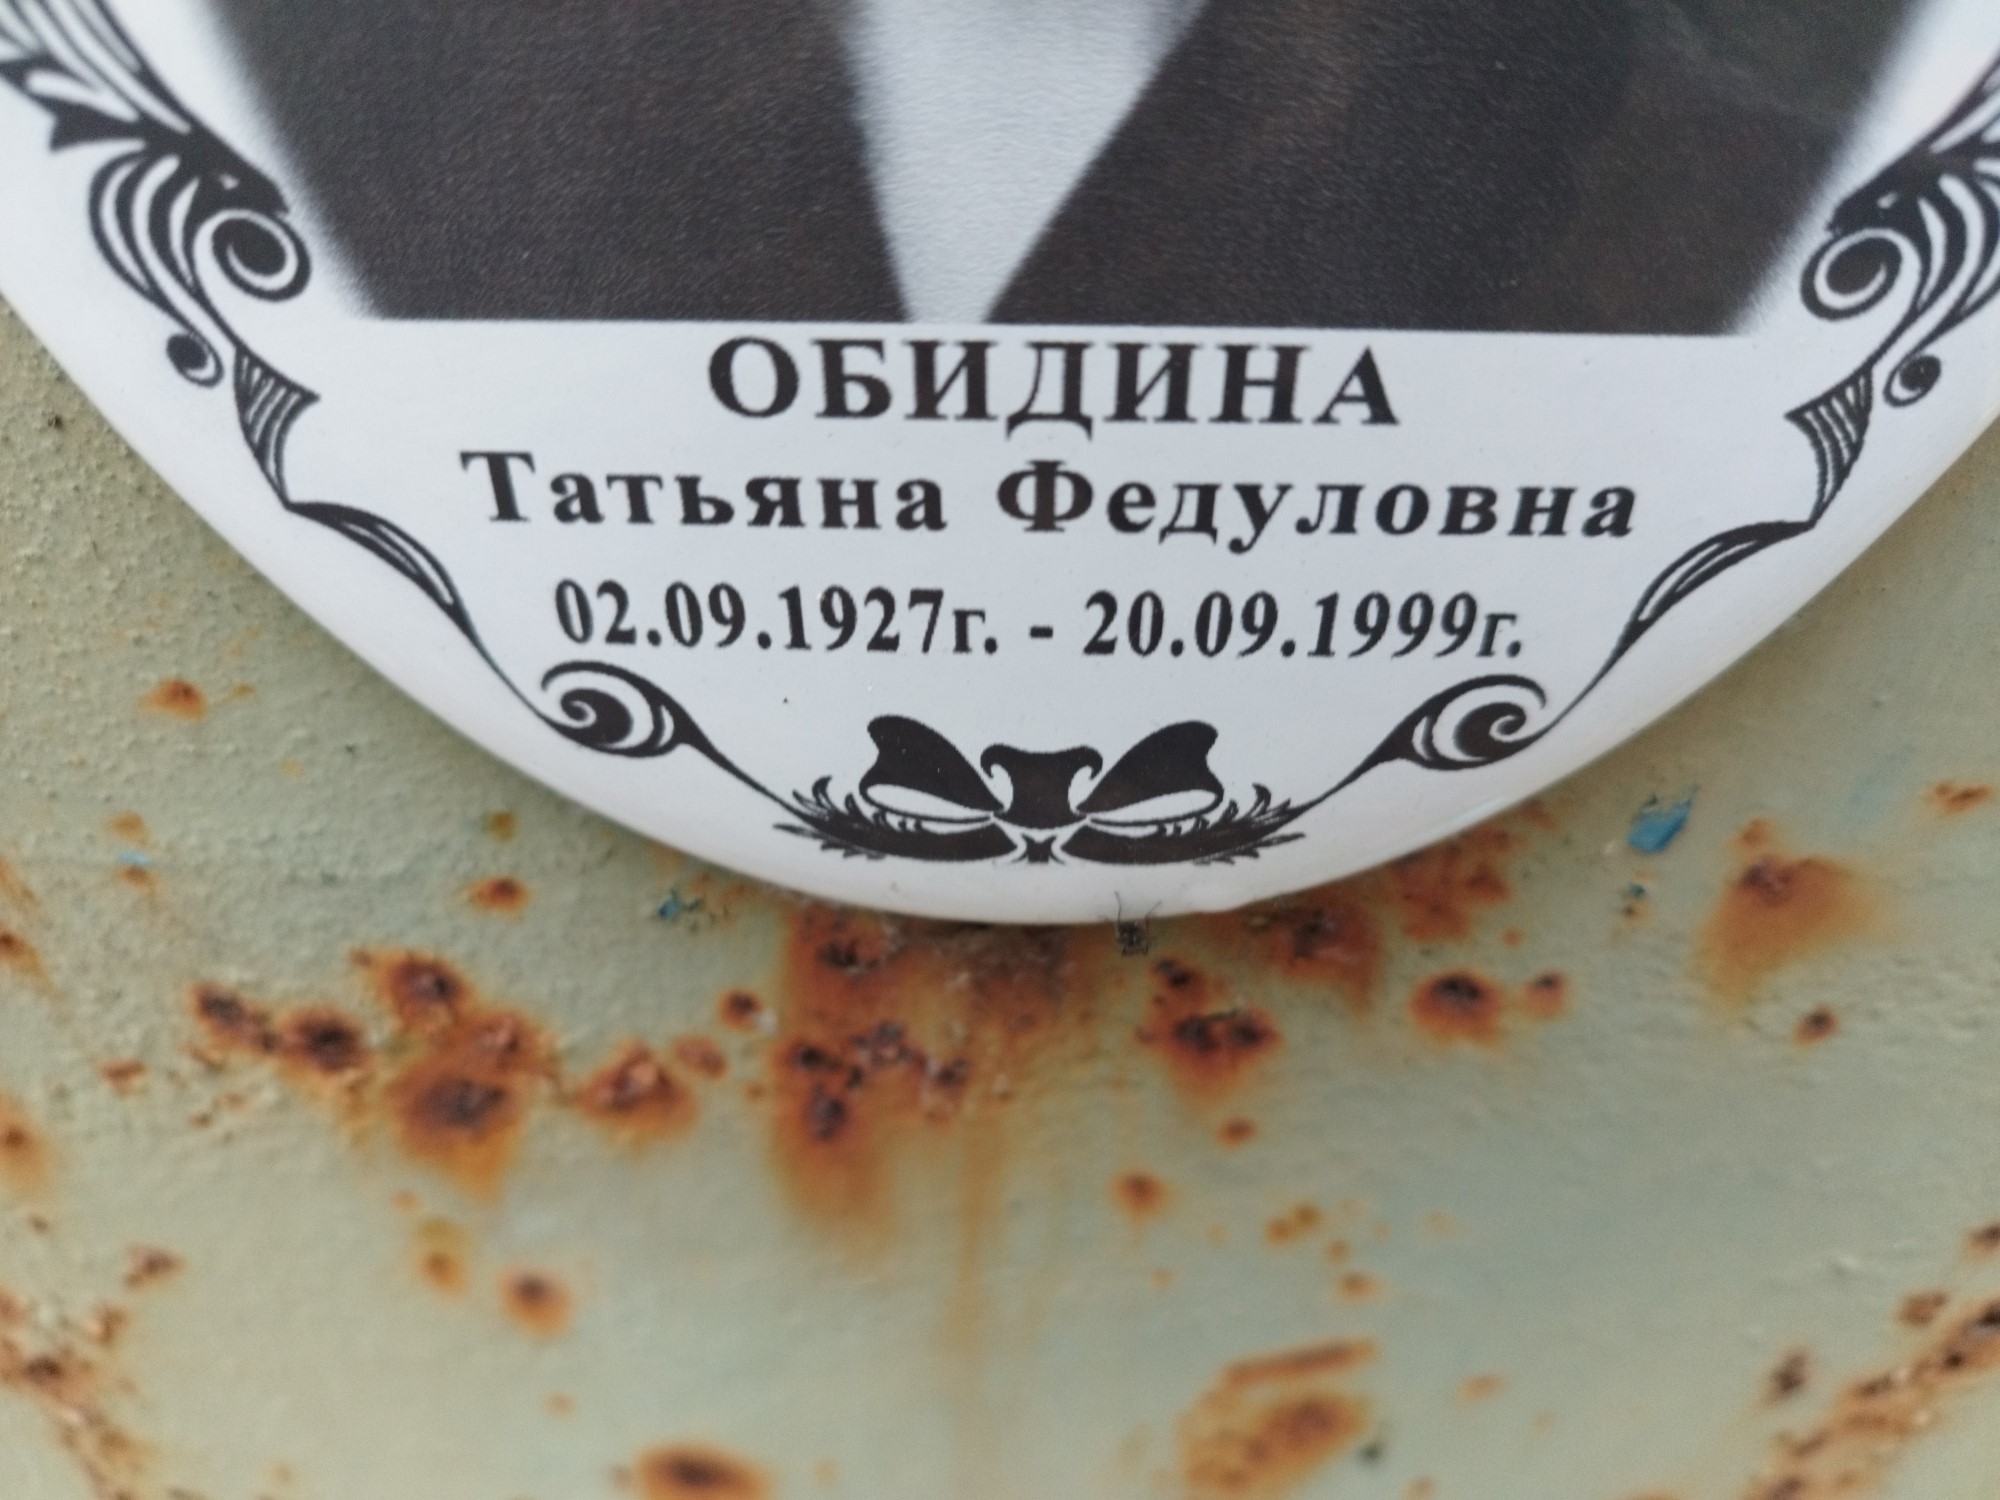 ОБИДИНА
Татьяна Федуловна
02.09.1927г. - 20.09.1999г.